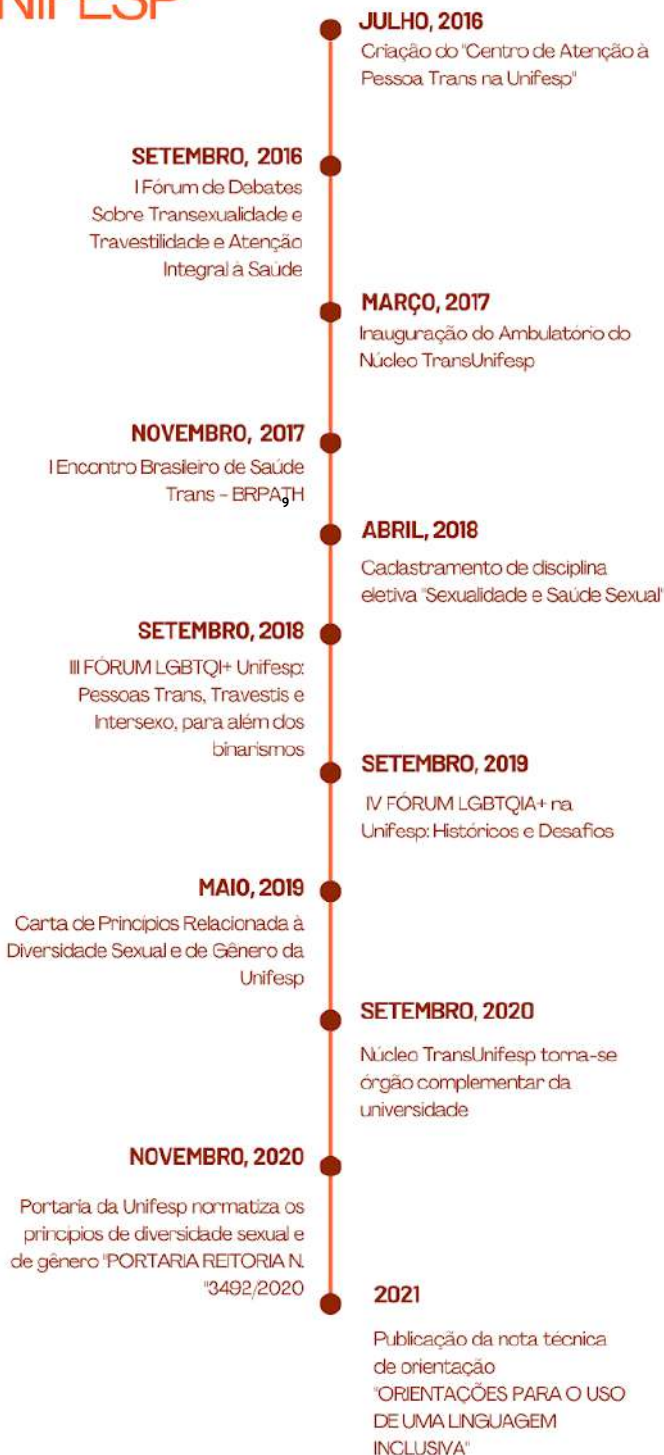 NIFESP
JULHO, 2016
Criação do "Centro de Atenção à
Pessoa Trans na Unifesp"
SETEMBRO, 2016
I Fórum de Debates
Sobre Transexualidade e
Travestilidade e Atenção
Integral à Saúde
MARÇO, 2017
Inauguração do Ambulatório do
Núcleo TransUnifesp
NOVEMBRO, 2017
I Encontro Brasileiro de Saúde
Trans – BRPATH
9
ABRIL, 2018
Cadastramento de disciplina
eletiva "Sexualidade e Saúde Sexual"
SETEMBRO, 2018
III FÓRUM LGBTQI+ Unifesp:
Pessoas Trans, Travestis e
Intersexo, para além dos
binarismos
SETEMBRO, 2019
IV FÓRUM LGBTQIA+ na
Unifesp: Históricos e Desafios
MAIO, 2019
Carta de Princípios Relacionada à
Diversidade Sexual e de Gênero da
Unifesp
SETEMBRO, 2020
Núcleo TransUnifesp torna-se
órgão complementar da
universidade
NOVEMBRO, 2020
Portaria da Unifesp normatiza os
princípios de diversidade sexual e
de gênero "PORTARIA REITORIA N.
"3492/2020
2021
Publicação da nota técnica
de orientação
"ORIENTAÇÕES PARA O USO
DE UMA LINGUAGEM
INCLUSIVA"